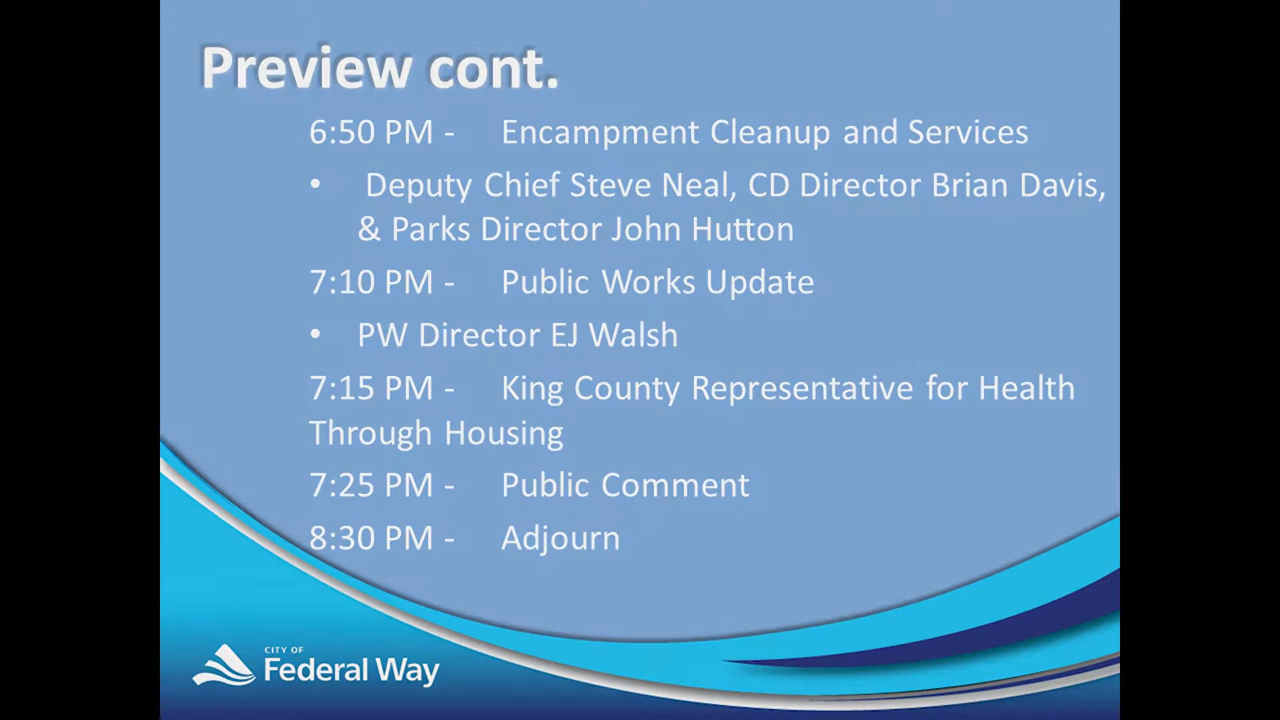 Preview cont.
6:50 PM - Encampment Cleanup and Services
• Deputy Chief Steve Neal, CD Director Brian Davis,
& Parks Director John Hutton
7:10 PM - Public Works Update
• PW Director EJ Walsh
7:15 PM - King County Representative for Health
Through Housing
7:25 PM - Public Comment
8:30 PM - Adjourn
CITY OF
Federal Way